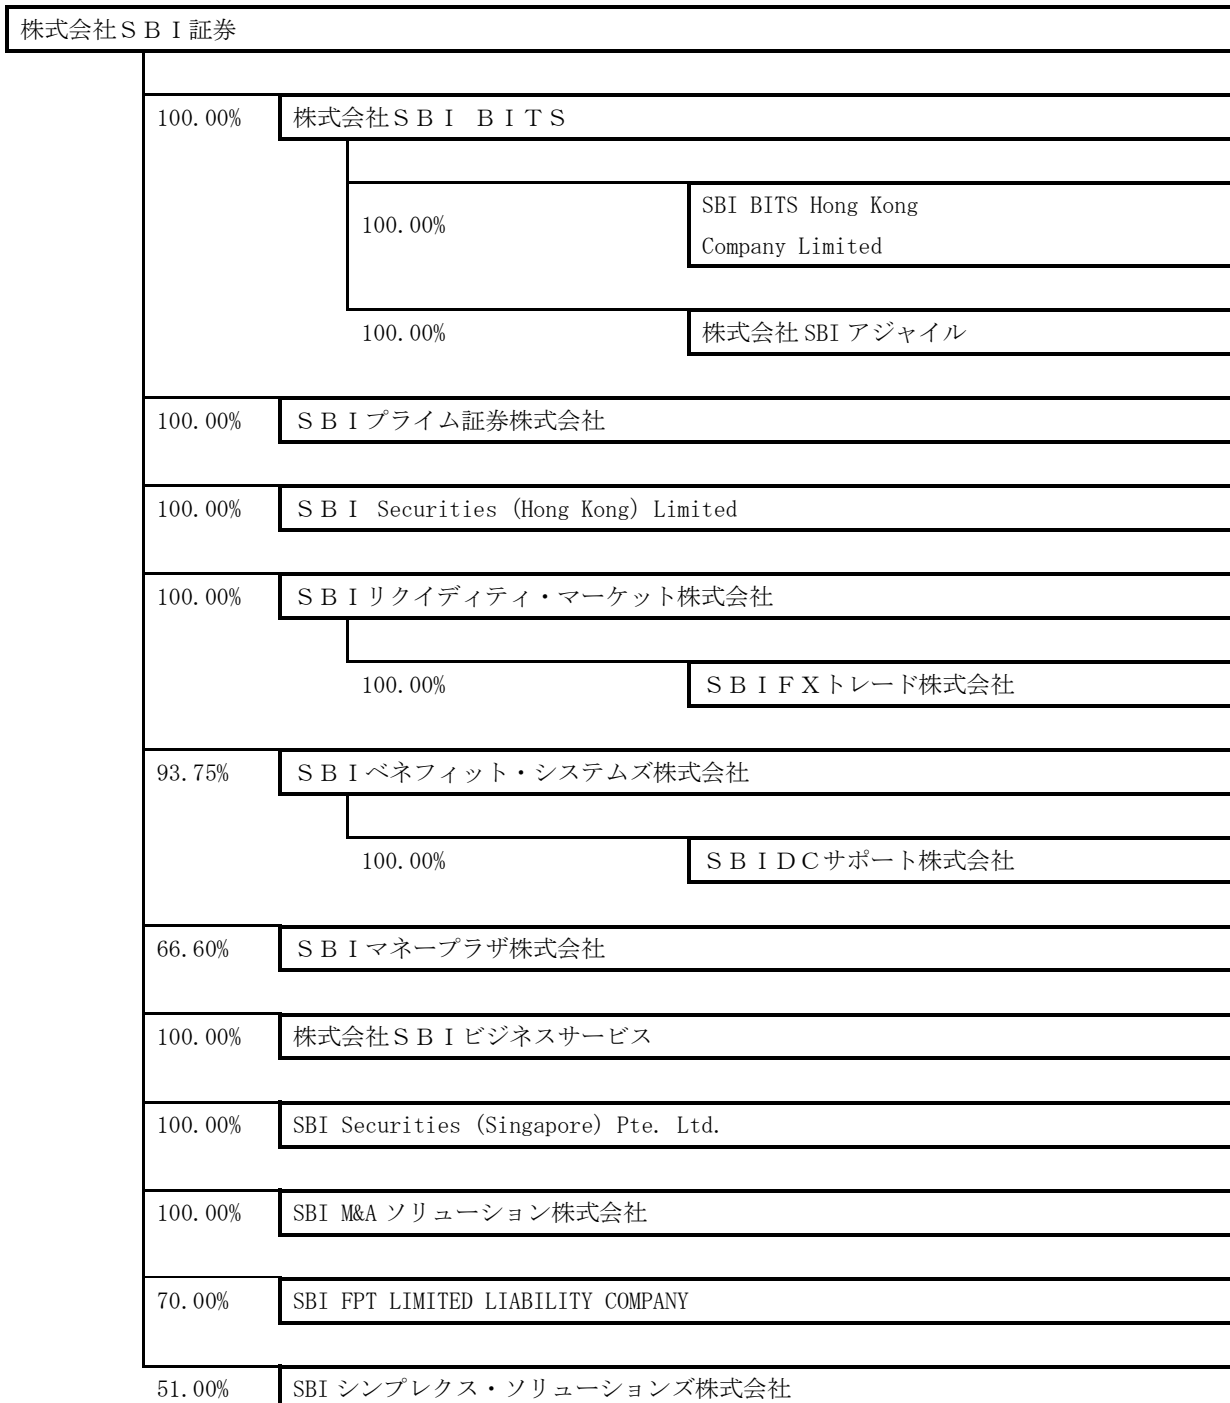 株式会社ＳＢＩ証券
100.00% 株式会社ＳＢＩ　ＢＩＴＳ
100.00% SBI BITS Hong Kong
Company Limited
100.00% 株式会社 SBI アジャイル
100.00% ＳＢＩプライム証券株式会社
100.00% ＳＢＩ Securities (Hong Kong) Limited
100.00% ＳＢＩリクイディティ・マーケット株式会社
100.00% ＳＢＩＦＸトレード株式会社
93.75% ＳＢＩベネフィット・システムズ株式会社
100.00% ＳＢＩＤＣサポート株式会社
66.60% ＳＢＩマネープラザ株式会社
100.00% 株式会社ＳＢＩビジネスサービス
100.00% SBI Securities (Singapore) Pte. Ltd.
100.00% SBI M&A ソリューション株式会社
70.00% SBI FPT LIMITED LIABILITY COMPANY
51.00% SBI シンプレクス・ソリューションズ株式会社